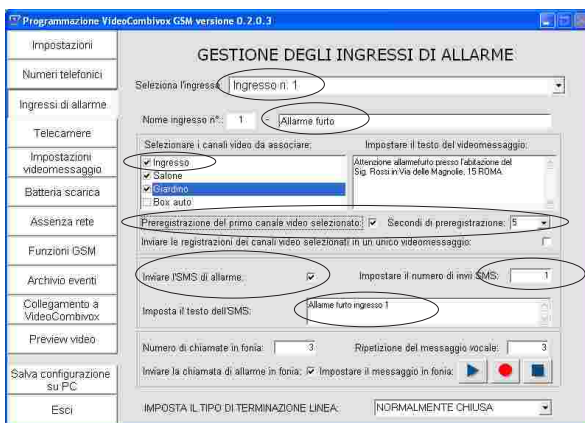 Programmazione VideoCombivox GSM versione 0.2.0.3
Impostazioni
Numeri telefonici
Ingressi di allarme
Telecamere
Impostazioni
videomessaggio
Batteria scarica
Assenza rete
Funzioni GSM
Archivio eventi
Collegamento a
VideoCombivox
Preview video
Salva configurazione
su PC
Esci
GESTIONE DEGLI INGRESSI DI ALLARME
Seleziona l'ingresso: Ingresso n. 1
Nome ingresso n°.: 1 - Allarme furto
Selezionare i canali video da associare:
Ingresso
Salone
Giardino
Box auto
Impostare il testo del videomessaggio:
Attenzione allarmefurto presso l'abitazione del
Sig. Rossi in Via delle Magnolie, 15 ROMA
Preregistrazione del primo canale video selezionato: Secondi di preregistrazione: 5
Inviare le registrazioni dei canali video selezionati in un unico videomessaggio:
Inviare l'SMS di allarme: Impostare il numero di invii SMS: 1
Imposta il testo dell'SMS: Allarme furto ingresso 1
Numero di chiamate in fonia: 3 Ripetizione del messaggio vocale: 3
Inviare la chiamata di allarme in fonia: Impostare il messaggio in fonia:
IMPOSTA IL TIPO DI TERMINAZIONE LINEA: NORMALMENTE CHIUSA